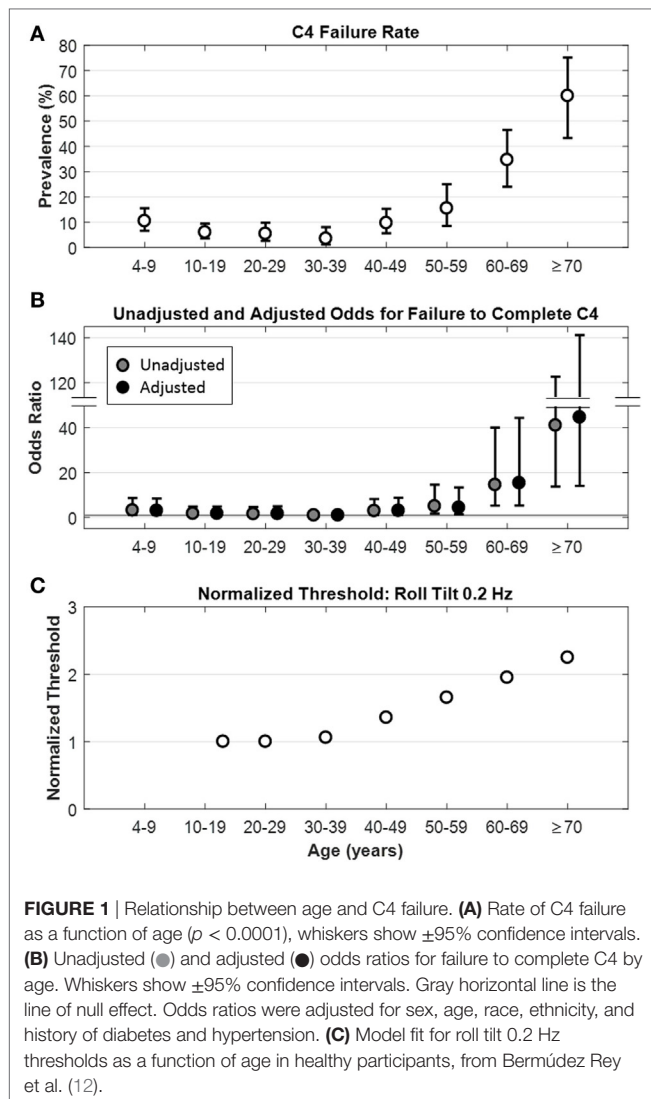 A
C4 Failure Rate
Prevalence (%)
80
70
60
50
40
30
20
10
0
4-9 10-19 20-29 30-39 40-49 50-59 60-69 ≥70
B
Unadjusted and Adjusted Odds for Failure to Complete C4
Odds Ratio
140
120
40
20
0
Unadjusted
Adjusted
4-9 10-19 20-29 30-39 40-49 50-59 60-69 ≥70
C
Normalized Threshold: Roll Tilt 0.2 Hz
Normalized Threshold
3
2
1
0
4-9 10-19 20-29 30-39 40-49 50-59 60-69 ≥70
Age (years)
FIGURE 1 | Relationship between age and C4 failure. (A) Rate of C4 failure
as a function of age (p < 0.0001), whiskers show ±95% confidence intervals.
(B) Unadjusted (●) and adjusted (●) odds ratios for failure to complete C4 by
age. Whiskers show ±95% confidence intervals. Gray horizontal line is the
line of null effect. Odds ratios were adjusted for sex, age, race, ethnicity, and
history of diabetes and hypertension. (C) Model fit for roll tilt 0.2 Hz
thresholds as a function of age in healthy participants, from Bermúdez Rey
et al. (12).